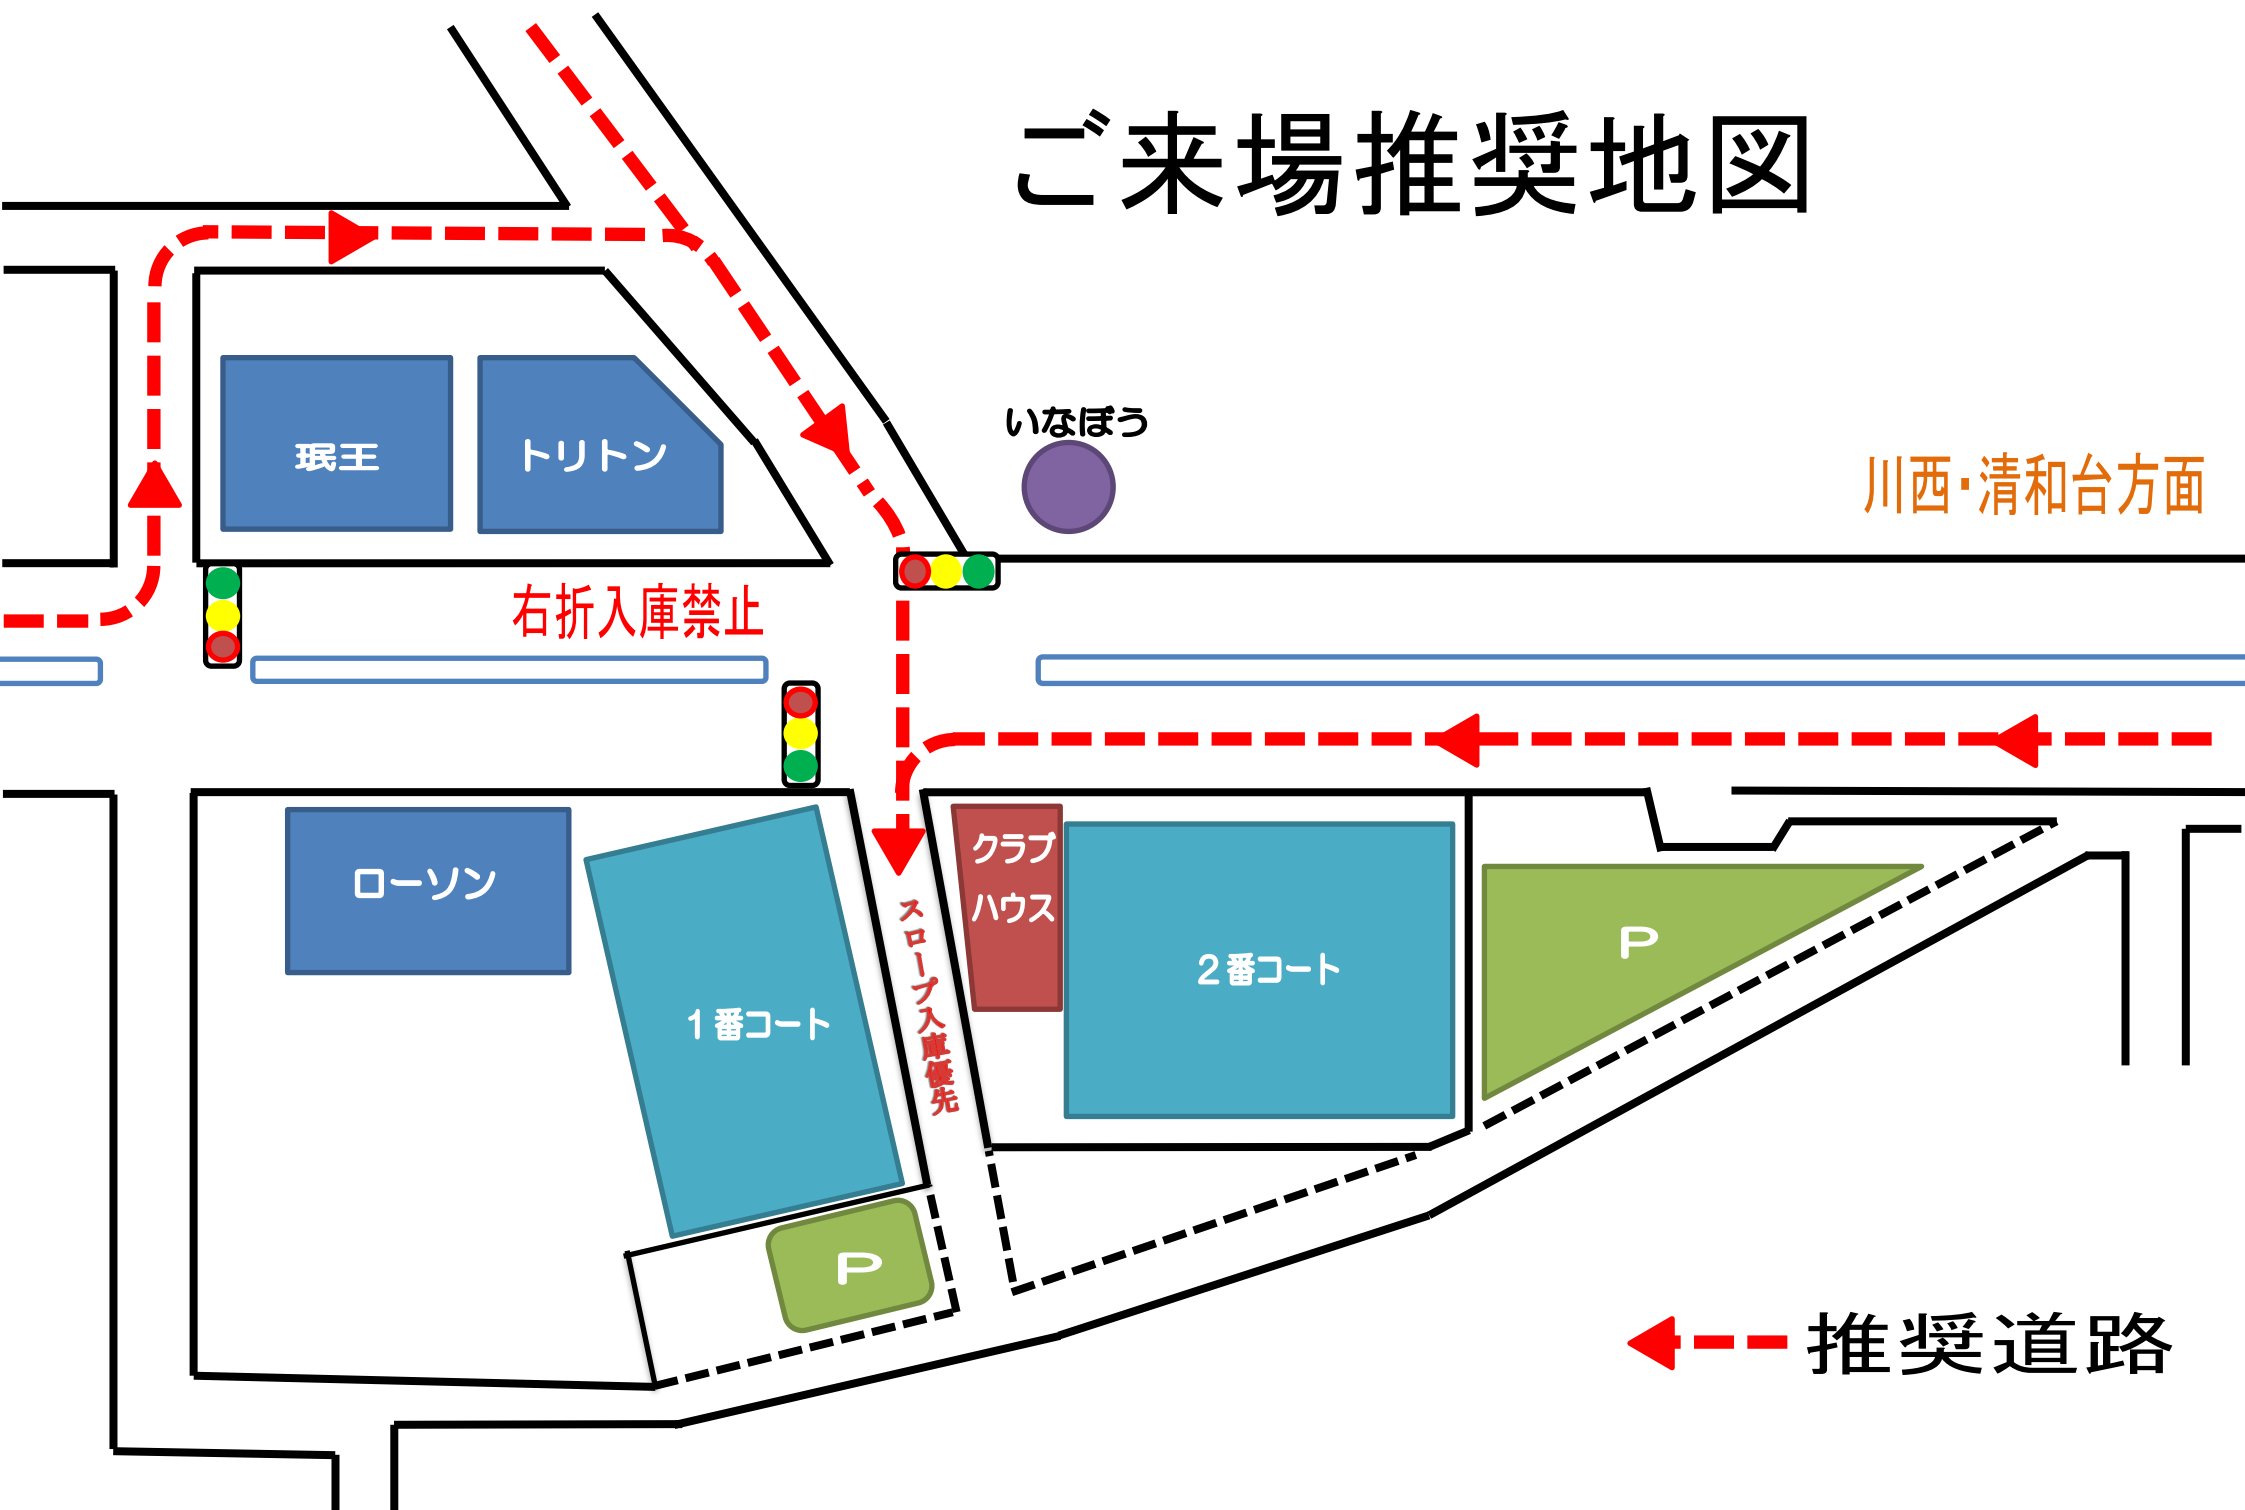 ご来場推奨地図
いなぼう
珉王
トリトン
川西・清和台方面
右折入庫禁止
ローソン
クラブ
ハウス
スロープ入庫優先
P
2番コート
1番コート
P
推奨道路